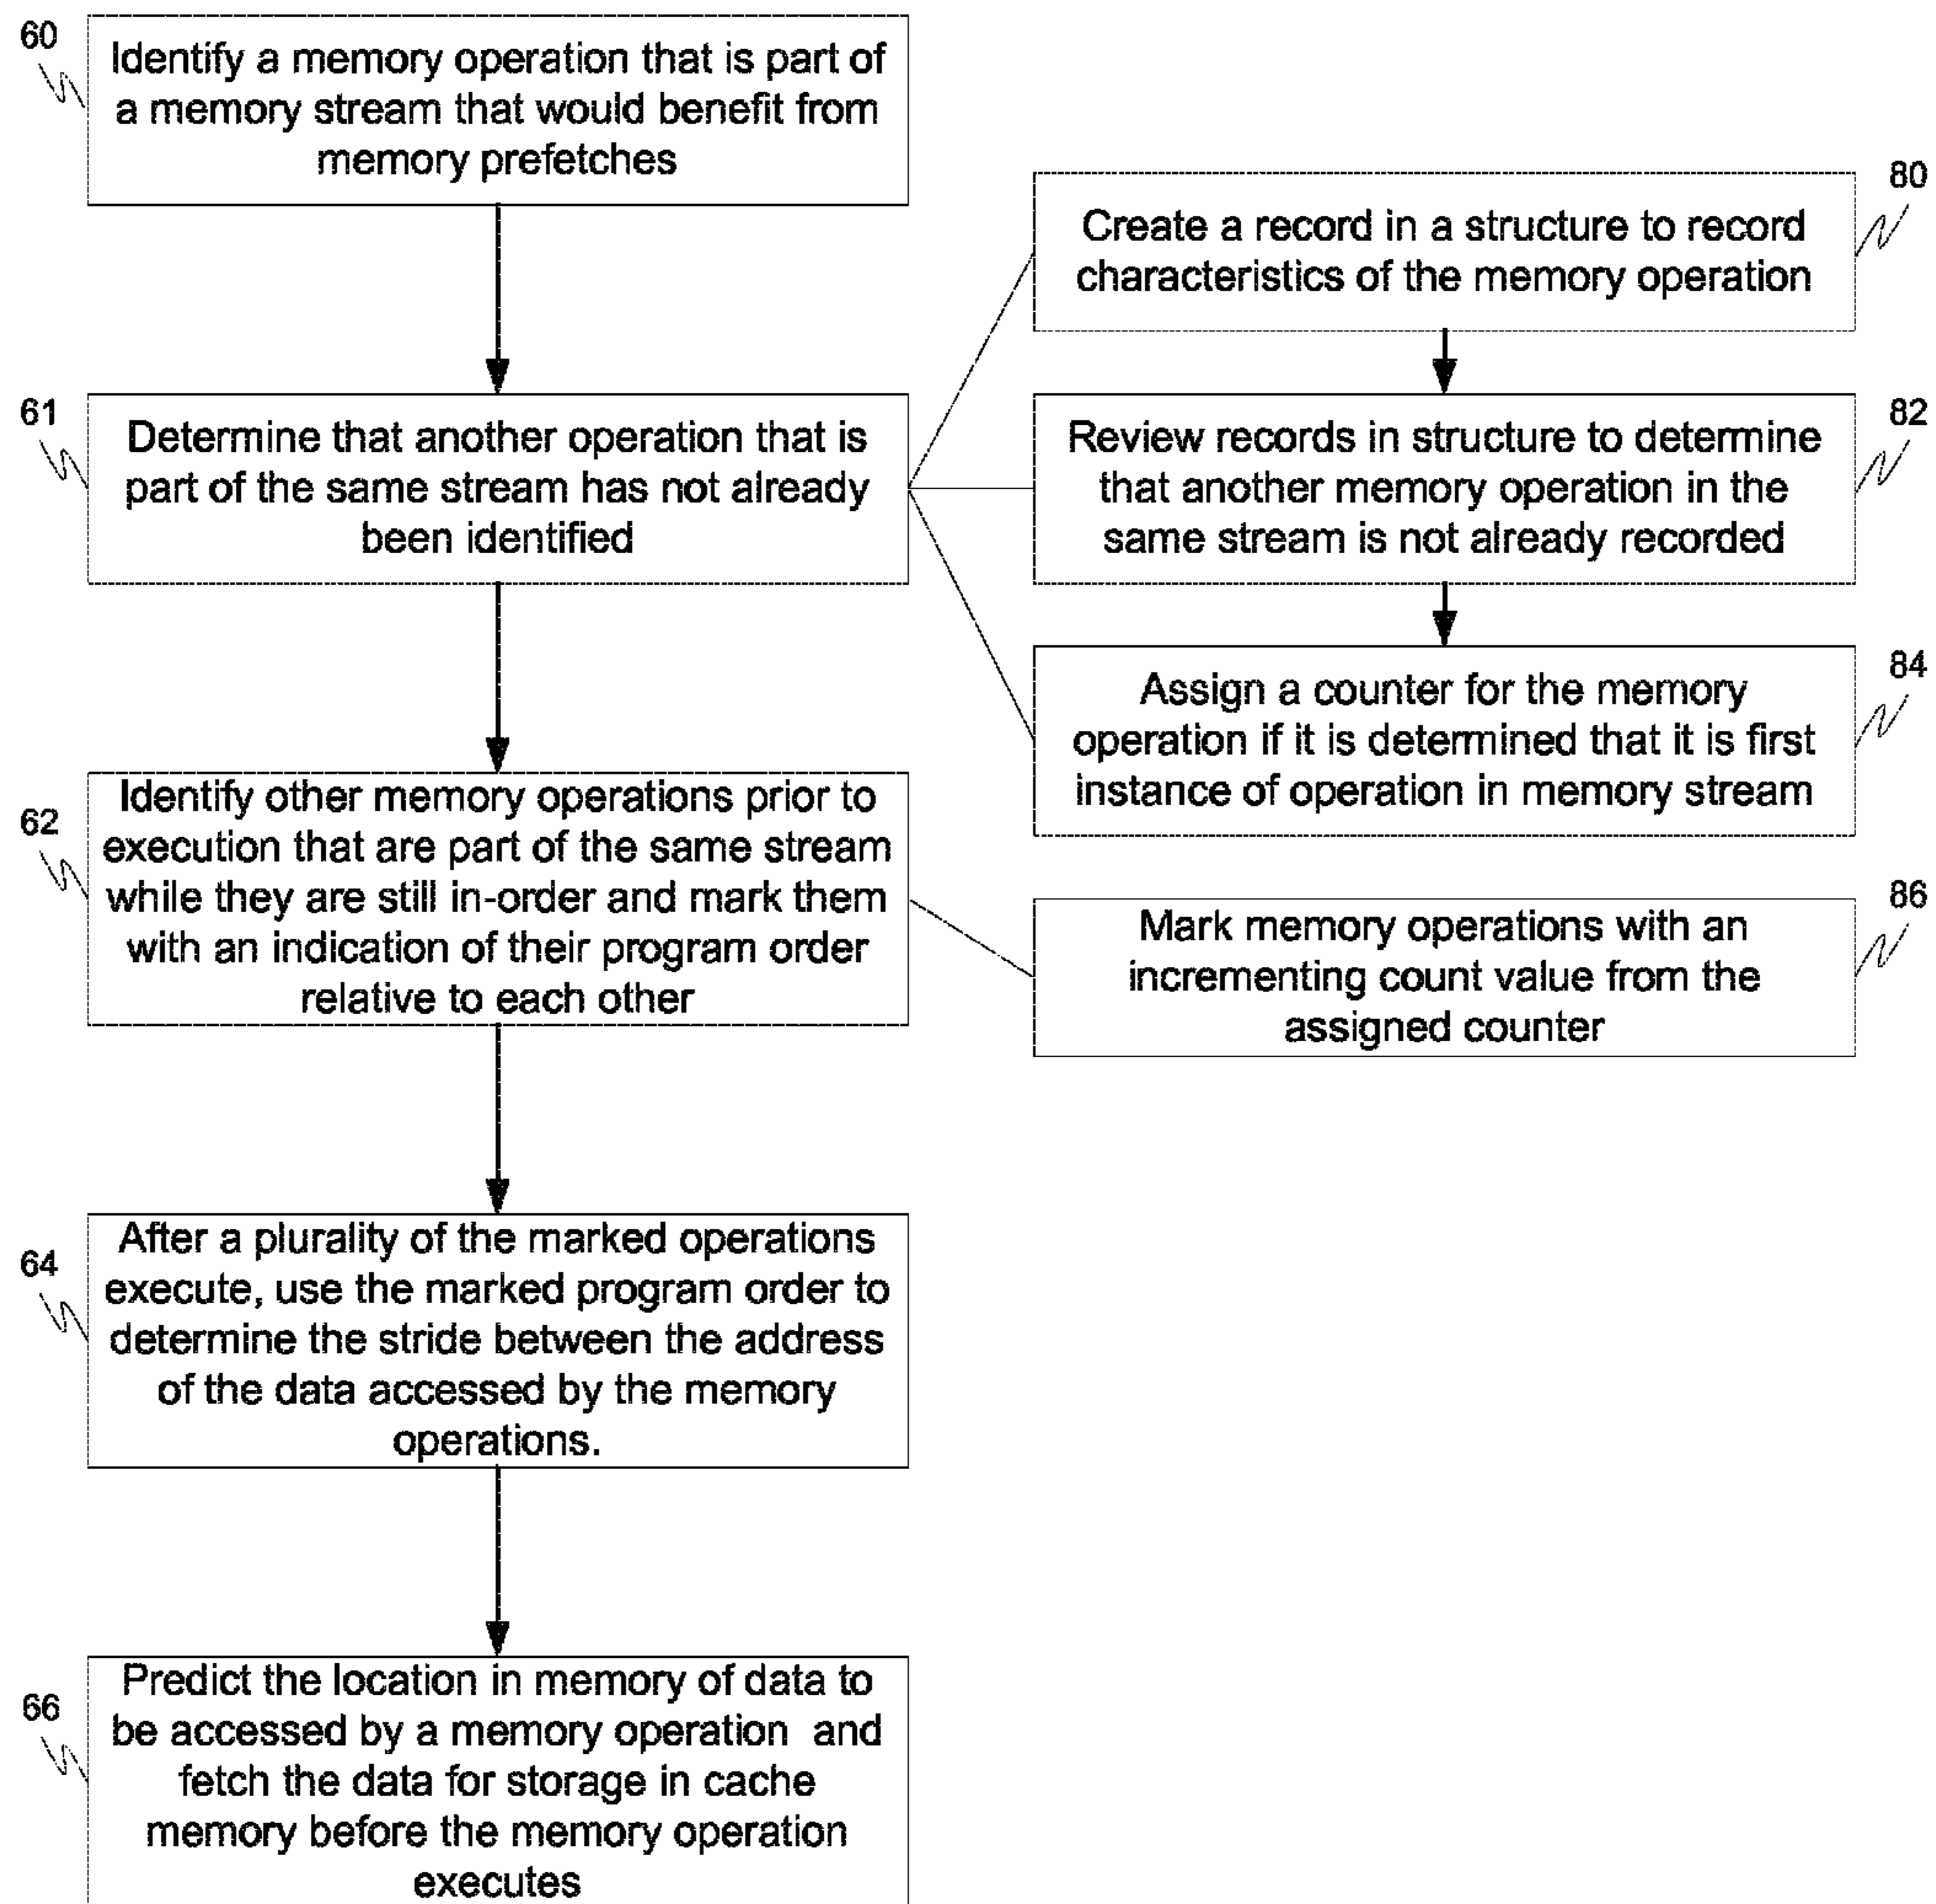 60
Identify a memory operation that is part of
a memory stream that would benefit from
memory prefetches
61
Determine that another operation that is
part of the same stream has not already
been identified
80
Create a record in a structure to record
characteristics of the memory operation
82
Review records in structure to determine
that another memory operation in the
same stream is not already recorded
84
Assign a counter for the memory
operation if it is determined that it is first
instance of operation in memory stream
62
Identify other memory operations prior to
execution that are part of the same stream
while they are still in-order and mark them
with an indication of their program order
relative to each other
86
Mark memory operations with an
incrementing count value from the
assigned counter
64
After a plurality of the marked operations
execute, use the marked program order to
determine the stride between the address
of the data accessed by the memory
operations.
66
Predict the location in memory of data to
be accessed by a memory operation and
fetch the data for storage in cache
memory before the memory operation
executes